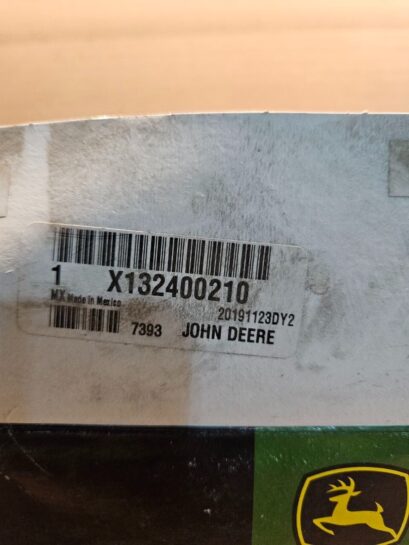 1 X132400210
MX Made in Mexico
20191123DY2
7393 JOHN DEERE